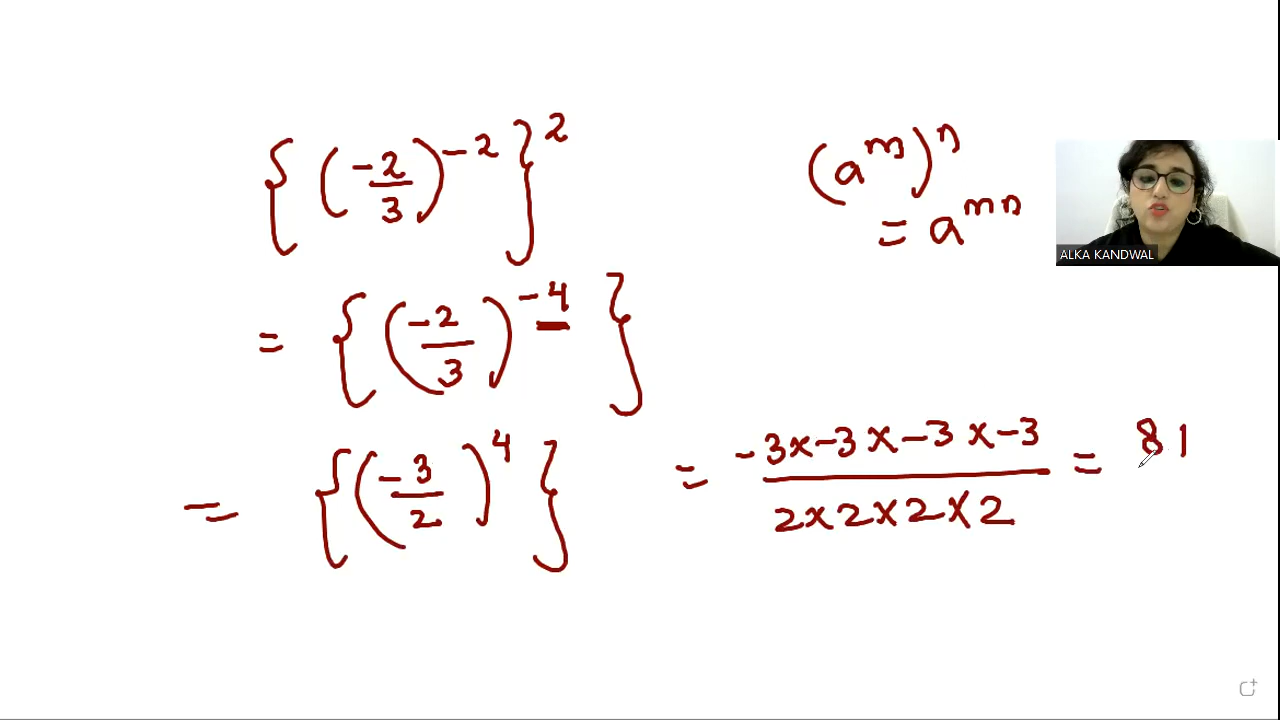 {(-2/3)^-2}^2
(a^m)^n
= a^mn
ALKA KANDWAL
= {(-2/3)^-4}
= {(-3/2)^4} = -3x-3x-3x-3/2x2x2x2 = 81